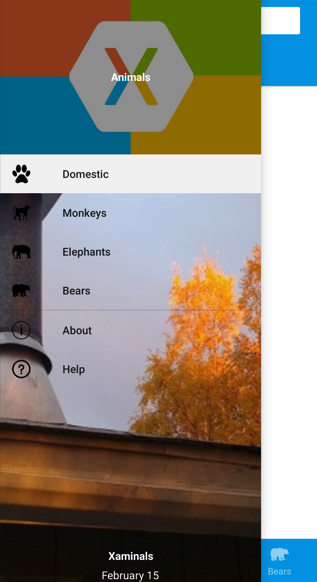 Animals
Domestic
Monkeys
Elephants
Bears
About
Help
Xaminals
February 15
Bears